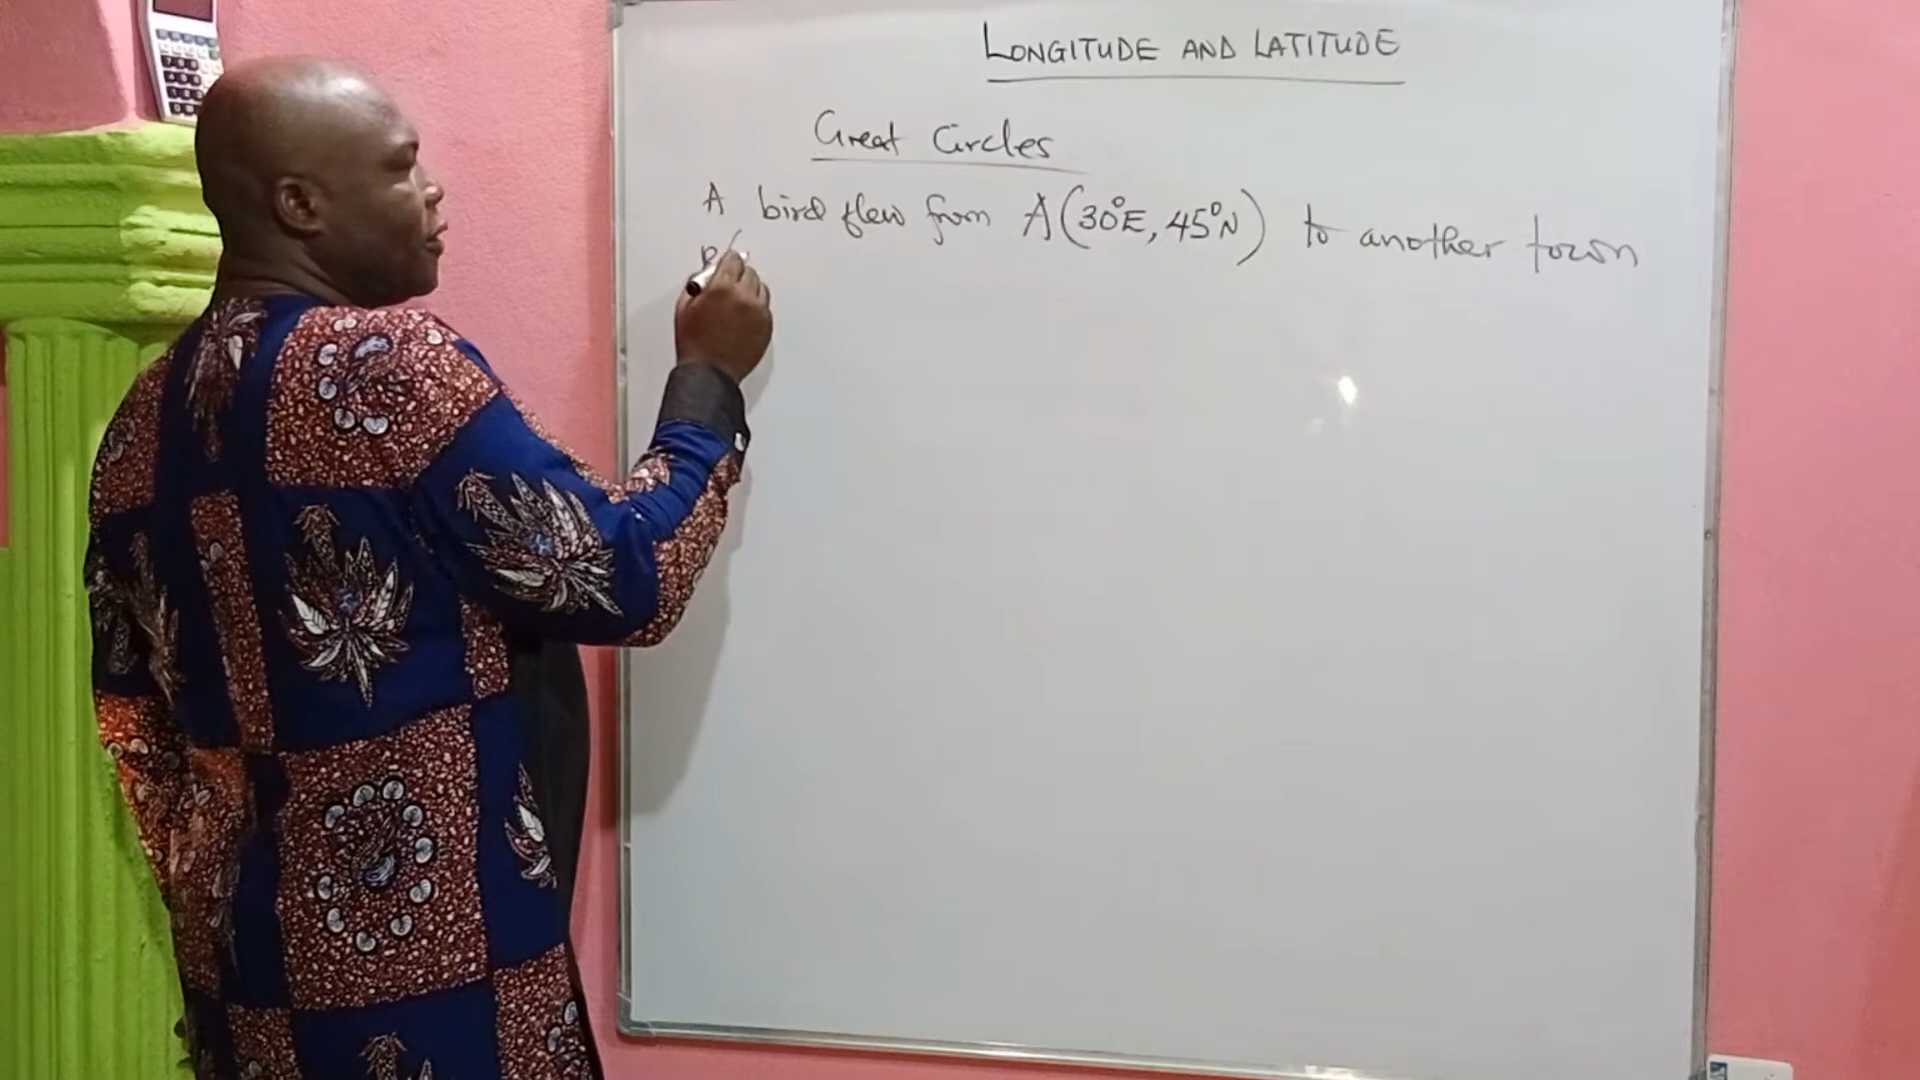 LONGITUDE AND LATITUDE
Great Circles
A bird flew from A(30°E, 45°N) to another town